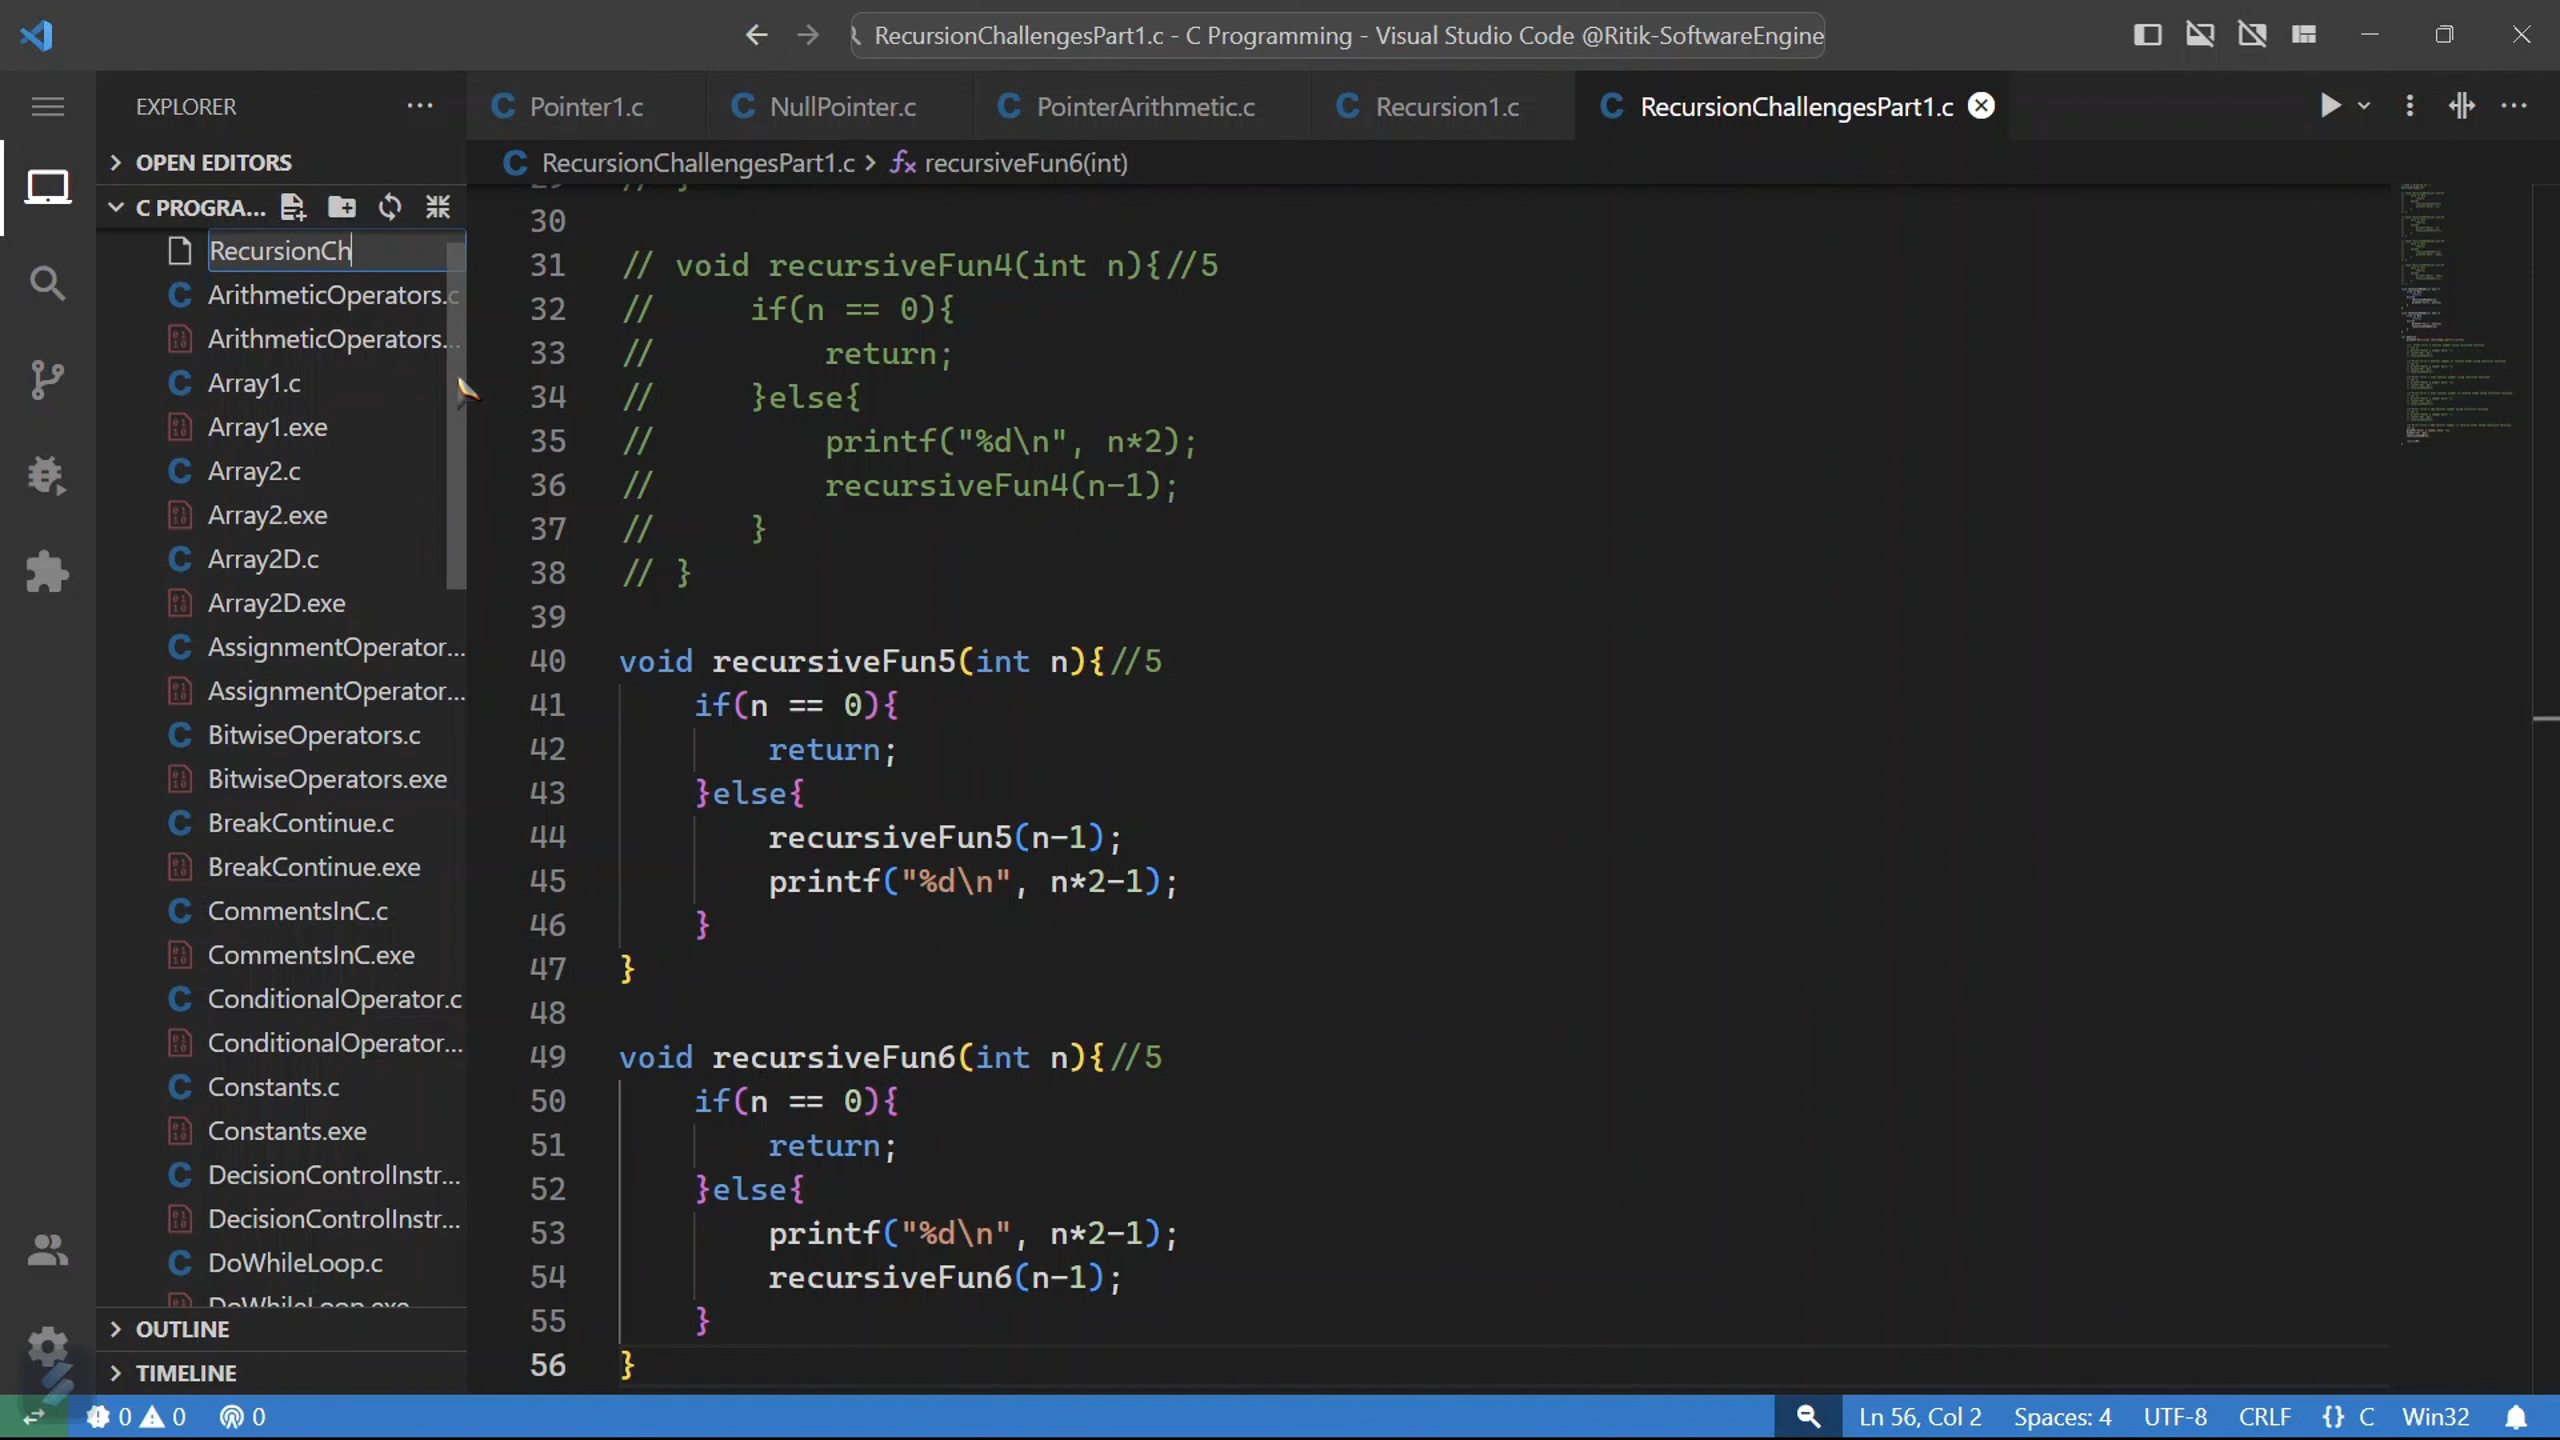 RecursionChallengesPart1.c - C Programming - Visual Studio Code @Ritik-SoftwareEngine
EXPLORER
OPEN EDITORS
C PROGRA...
RecursionCh
ArithmeticOperators.c
ArithmeticOperators...
Array1.c
Array1.exe
Array2.c
Array2.exe
Array2D.c
Array2D.exe
AssignmentOperator...
AssignmentOperator...
BitwiseOperators.c
BitwiseOperators.exe
BreakContinue.c
BreakContinue.exe
CommentsInC.c
CommentsInC.exe
ConditionalOperator.c
ConditionalOperator...
Constants.c
Constants.exe
DecisionControlInstr...
DecisionControlInstr...
DoWhileLoop.c
DoWhileLoop.exe
OUTLINE
TIMELINE
Pointer1.c
NullPointer.c
PointerArithmetic.c
Recursion1.c
RecursionChallengesPart1.c
RecursionChallengesPart1.c > recursiveFun6(int)
29 // }
30
31 // void recursiveFun4(int n){//5
32 //     if(n == 0){
33 //         return;
34 //     }else{
35 //         printf("%d\n", n*2);
36 //         recursiveFun4(n-1);
37 //     }
38 // }
39
40 void recursiveFun5(int n){//5
41     if(n == 0){
42         return;
43     }else{
44         recursiveFun5(n-1);
45         printf("%d\n", n*2-1);
46     }
47 }
48
49 void recursiveFun6(int n){//5
50     if(n == 0){
51         return;
52     }else{
53         printf("%d\n", n*2-1);
54         recursiveFun6(n-1);
55     }
56 }
0 0 0
Ln 56, Col 2 Spaces: 4 UTF-8 CRLF {} C Win32